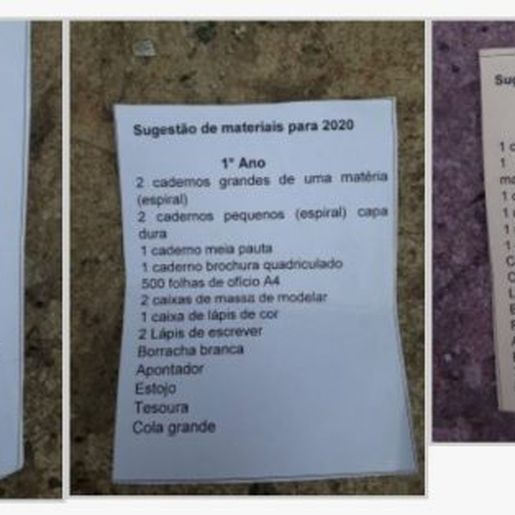 Sugestão de materiais para 2020
1° Ano
2 cadernos grandes de uma matéria
(espiral)
2 cadernos pequenos (espiral) capa
dura
1 caderno meia pauta
1 caderno brochura quadriculado
500 folhas de ofício A4
2 caixas de massa de modelar
1 caixa de lápis de cor
2 Lápis de escrever
Borracha branca
Apontador
Estojo
Tesoura
Cola grande